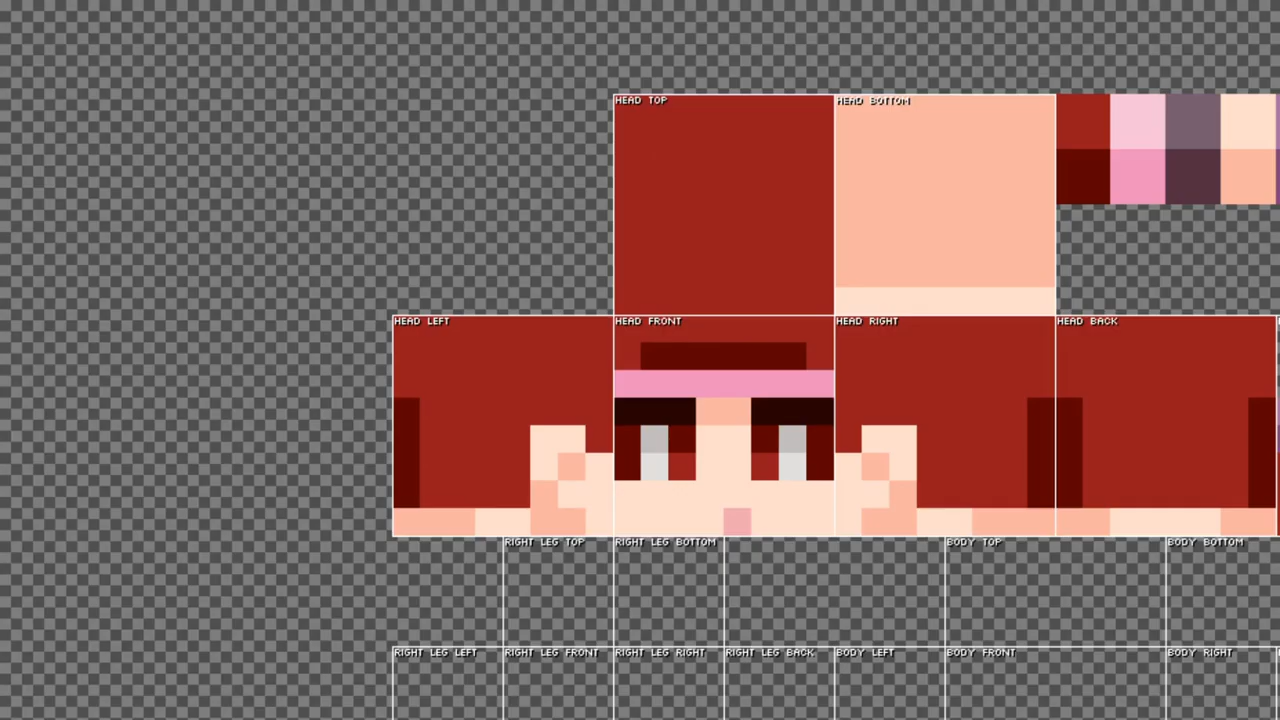 HEAD TOP
HEAD BOTTOM
HEAD LEFT
HEAD FRONT
HEAD RIGHT
HEAD BACK
RIGHT LEG TOP
RIGHT LEG BOTTOM
BODY TOP
BODY BOTTOM
RIGHT LEG LEFT
RIGHT LEG FRONT
RIGHT LEG RIGHT
RIGHT LEG BACK
BODY LEFT
BODY FRONT
BODY RIGHT